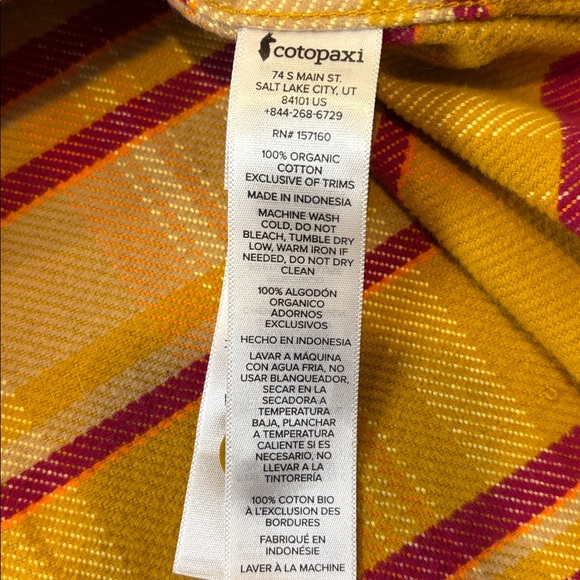 cotopaxi
74 S MAIN ST.
SALT LAKE CITY, UT
84101 US
+844-268-6729
RN# 157160
100% ORGANIC
COTTON
EXCLUSIVE OF TRIMS
MADE IN INDONESIA
MACHINE WASH
COLD, DO NOT
BLEACH, TUMBLE DRY
LOW, WARM IRON IF
NEEDED, DO NOT DRY
CLEAN
100% ALGODÓN
ORGANICO
ADORNOS
EXCLUSIVOS
HECHO EN INDONESIA
LAVAR A MÁQUINA
CON AGUA FRIA, NO
USAR BLANQUEADOR,
SECAR EN LA
SECADORA A
TEMPERATURA
BAJA, PLANCHAR
A TEMPERATURA
CALIENTE SI ES
NECESARIO, NO
LLEVAR A LA
TINTORERÍA
100% COTON BIO
À L'EXCLUSION DES
BORDURES
FABRIQUÉ EN
INDONÉSIE
LAVER À LA MACHINE